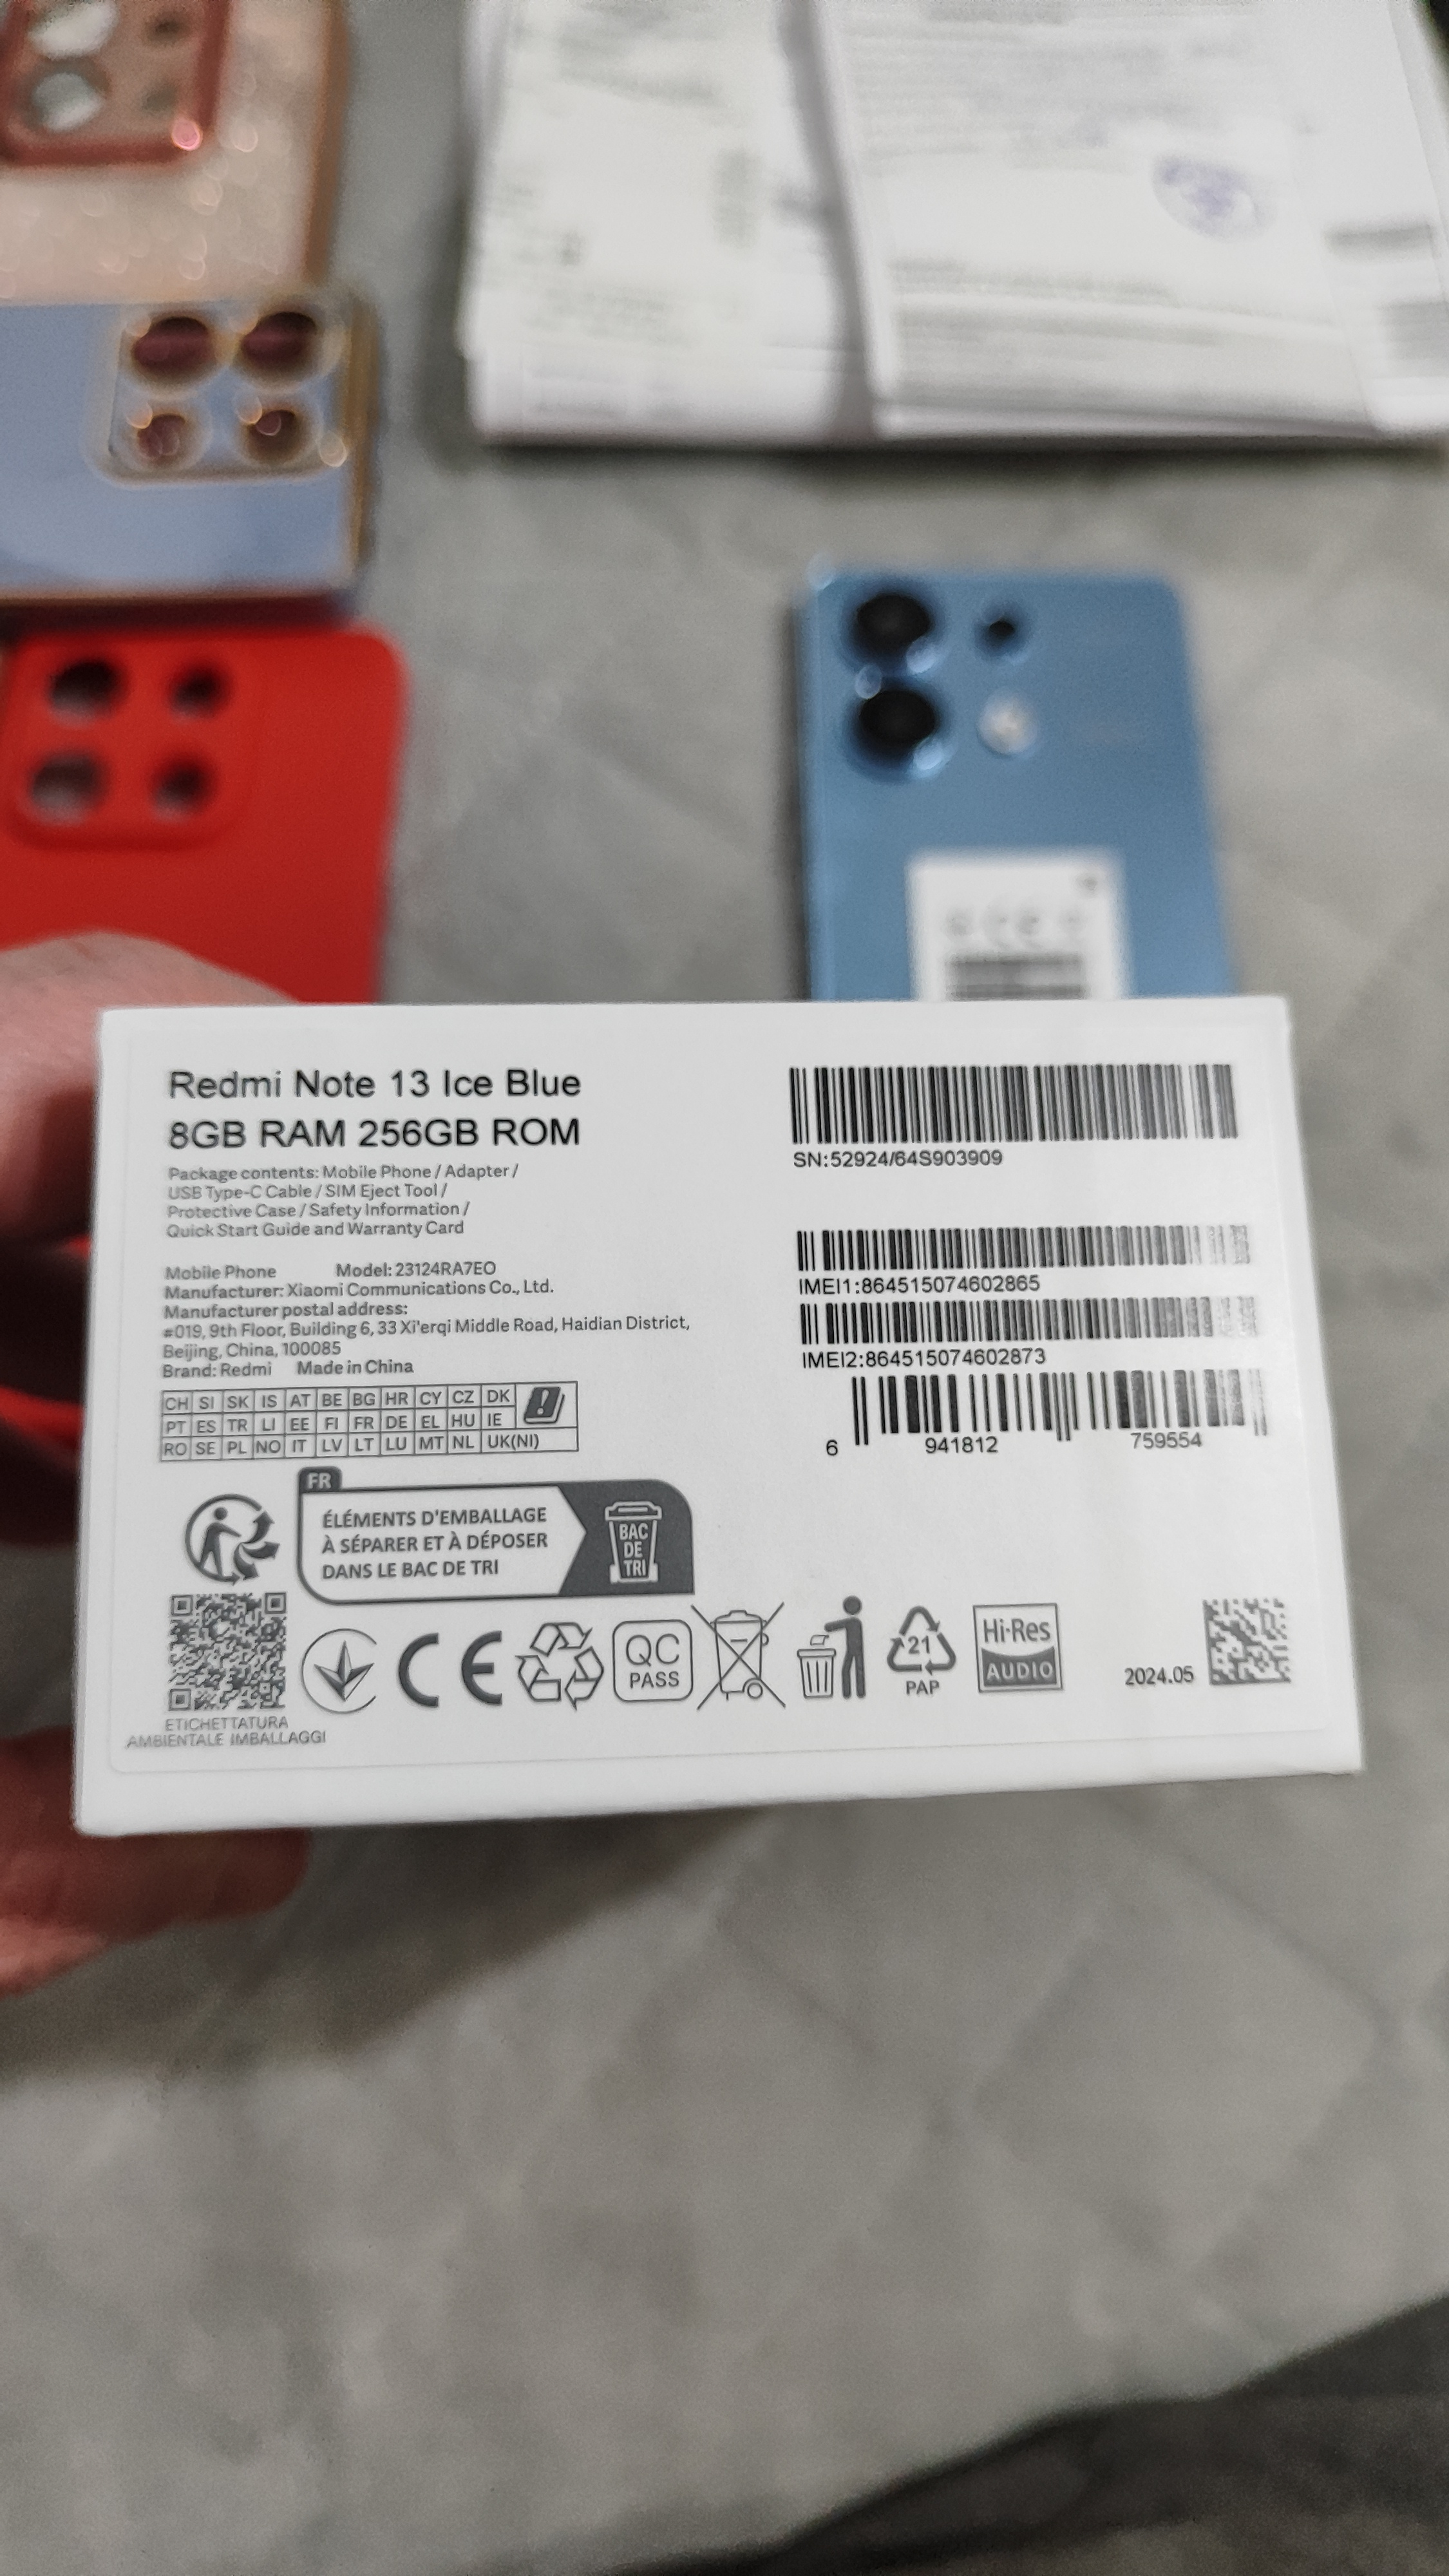 Redmi Note 13 Ice Blue
8GB RAM 256GB ROM
Package contents: Mobile Phone / Adapter /
USB Type-C Cable / SIM Eject Tool /
Protective Case / Safety Information /
Quick Start Guide and Warranty Card
Mobile Phone Model: 23124RA7EO
Manufacturer: Xiaomi Communications Co., Ltd.
Manufacturer postal address:
#019, 9th Floor, Building 6, 33 Xi'erqi Middle Road, Haidian District,
Beijing, China, 100085
Brand: Redmi Made in China
CH SI SK IS AT BE BG HR CY CZ DK
PT ES TR LI EE FI FR DE EL HU IE
RO SE PL NO IT LV LT LU MT NL UK(NI)
SN:52924/64S903909
IMEI1:864515074602865
IMEI2:864515074602873
6 941812 759554
FR
ÉLÉMENTS D'EMBALLAGE
À SÉPARER ET À DÉPOSER
DANS LE BAC DE TRI
BAC
DE
TRI
ETICHETTATURA
AMBIENTALE IMBALLAGGI
CE
QC
PASS
21
PAP
Hi-Res
AUDIO
2024.05